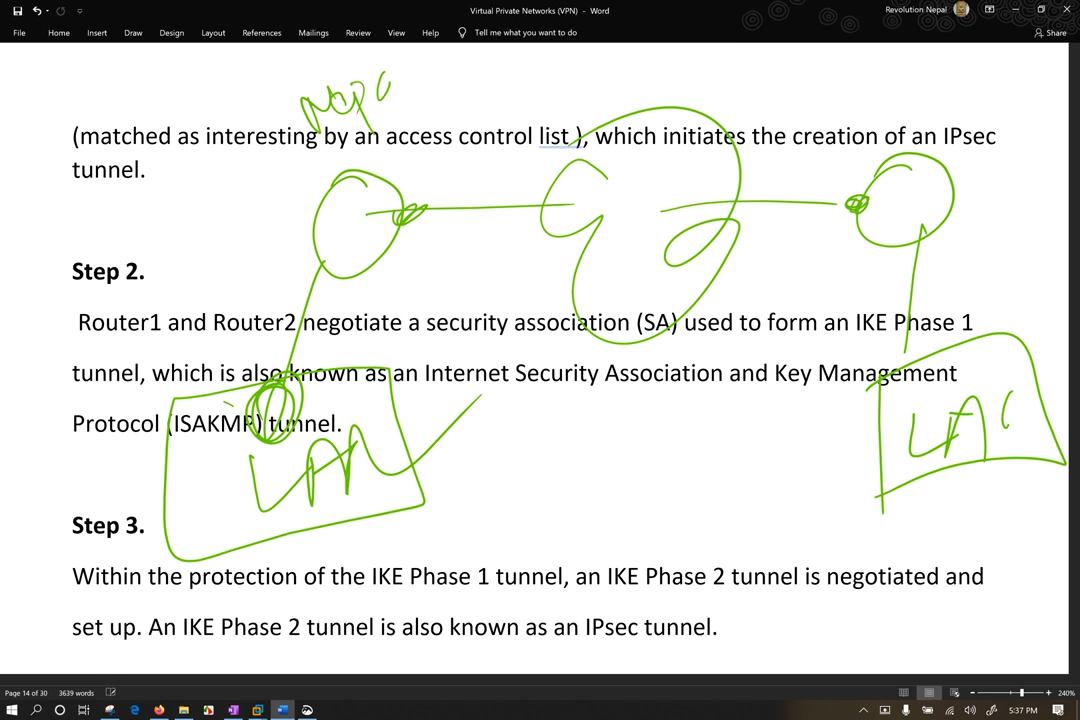 Virtual Private Networks (VPN) - Word
Revolution Nepal
File Home Insert Draw Design Layout References Mailings Review View Help Tell me what you want to do
Share
(matched as interesting by an access control list ), which initiates the creation of an IPsec
tunnel.
Step 2.
Router1 and Router2 negotiate a security association (SA) used to form an IKE Phase 1
tunnel, which is also known as an Internet Security Association and Key Management
Protocol (ISAKMP) tunnel.
LAN
Step 3.
Within the protection of the IKE Phase 1 tunnel, an IKE Phase 2 tunnel is negotiated and
set up. An IKE Phase 2 tunnel is also known as an IPsec tunnel.
Page 14 of 30 3639 words
240%
5:37 PM